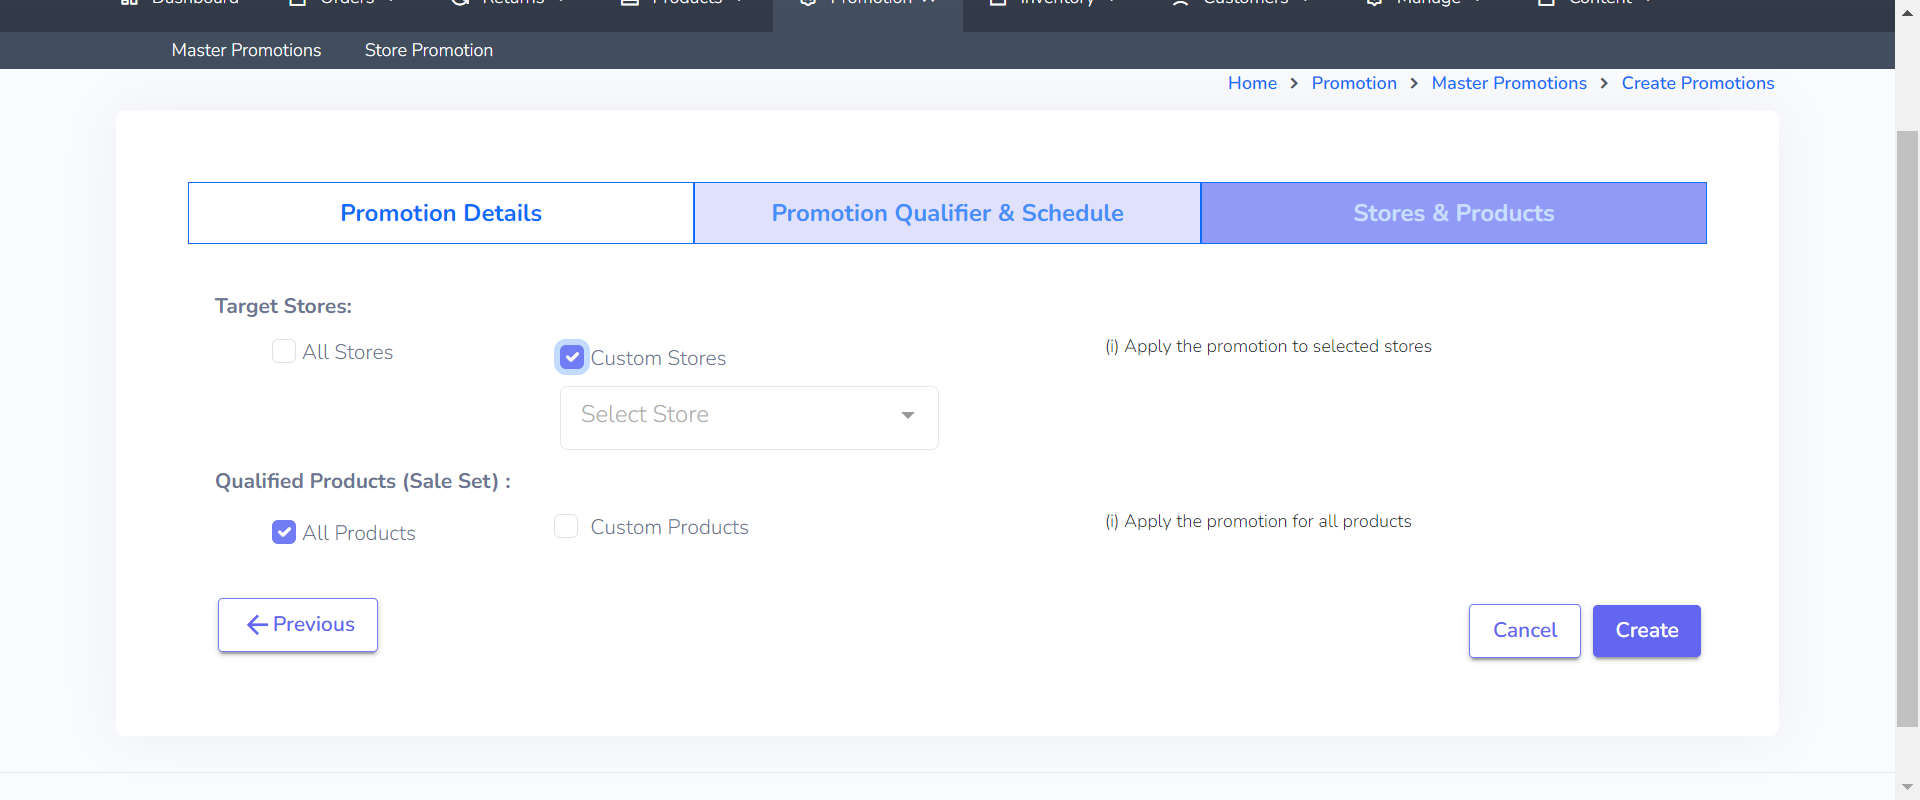 Dashboard Orders Returns Products Promotion Inventory Customers Manage Content
Master Promotions Store Promotion
Home > Promotion > Master Promotions > Create Promotions
Promotion Details Promotion Qualifier & Schedule Stores & Products
Target Stores:
All Stores Custom Stores (i) Apply the promotion to selected stores
Select Store
Qualified Products (Sale Set) :
All Products Custom Products (i) Apply the promotion for all products
Previous Cancel Create